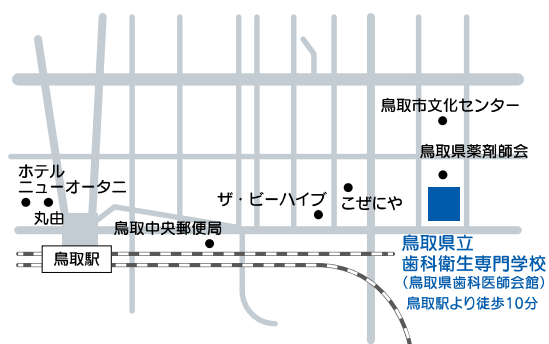 鳥取市文化センター
鳥取県薬剤師会
ホテル
ニューオータニ
丸由
ザ・ビーハイブ
こぜにや
鳥取中央郵便局
鳥取駅
鳥取県立
歯科衛生専門学校
(鳥取県歯科医師会館)
鳥取駅より徒歩10分